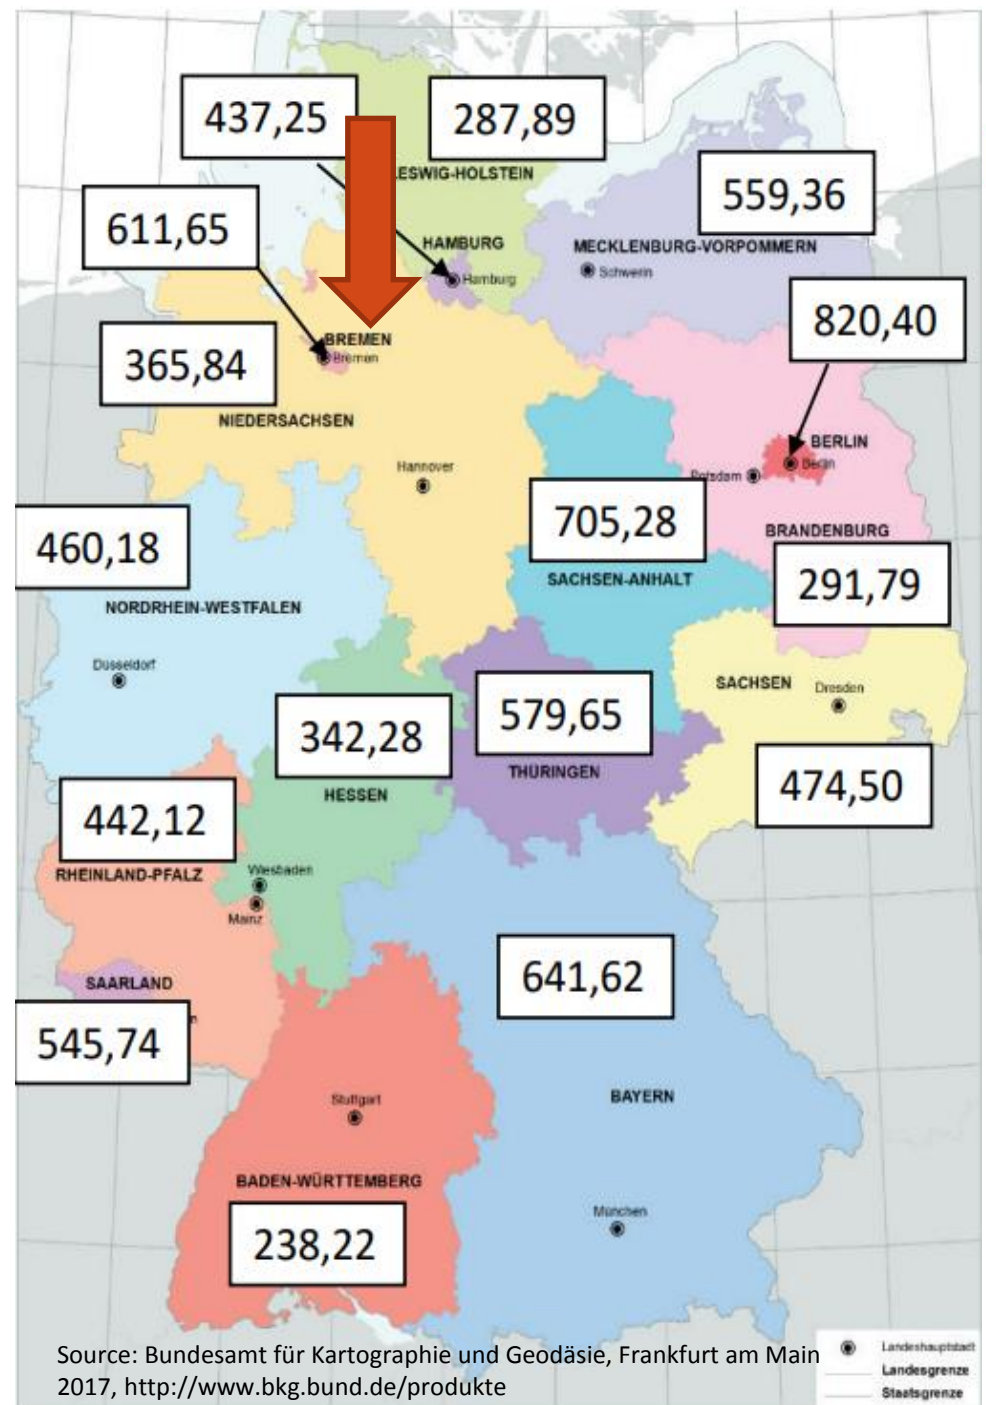 437,25
287,89
LESWIG-HOLSTEIN
559,36
611,65
HAMBURG
Hamburg
MECKLENBURG-VORPOMMERN
Schwerin
820,40
BREMEN
Bremen
365,84
NIEDERSACHSEN
BERLIN
Berlin
Hannover
Potsdam
705,28
BRANDENBURG
460,18
SACHSEN-ANHALT
291,79
NORDRHEIN-WESTFALEN
Düsseldorf
SACHSEN
Dresden
579,65
342,28
THÜRINGEN
474,50
HESSEN
442,12
RHEINLAND-PFALZ
Wiesbaden
Mainz
641,62
SAARLAND
n
545,74
Stuttgart
BAYERN
BADEN-WÜRTTEMBERG
München
238,22
Source: Bundesamt für Kartographie und Geodäsie, Frankfurt am Main
2017, http://www.bkg.bund.de/produkte
Landeshauptstadt
Landesgrenze
Staatsgrenze